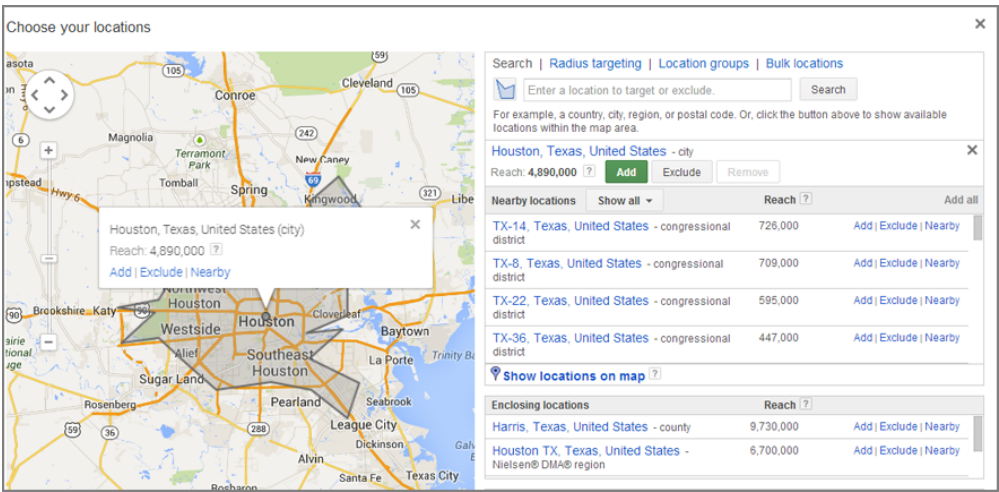 Choose your locations
Search | Radius targeting | Location groups | Bulk locations
Enter a location to target or exclude.
Search
For example, a country, city, region, or postal code. Or, click the button above to show available
locations within the map area.
Houston, Texas, United States - city
Reach: 4,890,000 ? Add Exclude Remove
Nearby locations Show all Reach ? Add all
TX-14, Texas, United States - congressional
district
726,000 Add | Exclude | Nearby
TX-8, Texas, United States - congressional
district
709,000 Add | Exclude | Nearby
TX-22, Texas, United States - congressional
district
595,000 Add | Exclude | Nearby
TX-36, Texas, United States - congressional
district
447,000 Add | Exclude | Nearby
Show locations on map ?
Enclosing locations Reach ?
Harris, Texas, United States - county 9,730,000 Add | Exclude | Nearby
Houston TX, Texas, United States -
Nielsen® DMA® region
6,700,000 Add | Exclude | Nearby
Houston, Texas, United States (city)
Reach: 4,890,000 ?
Add | Exclude | Nearby
asota
59
105
Conroe
Cleveland
105
6
Magnolia
242
Terramont
Park
New Caney
69
Tomball
Hwy 6
Spring
Kingwood
321
Northwest
Houston
90
Brookshire
Katy
90
Westside
Houston
Cloverleaf
Baytown
Alief
Southeast
Houston
La Porte
Sugar Land
Rosenberg
Pearland
Seabrook
59
36
288
League City
Dickinson
Alvin
Santa Fe
Texas City
Rosharon